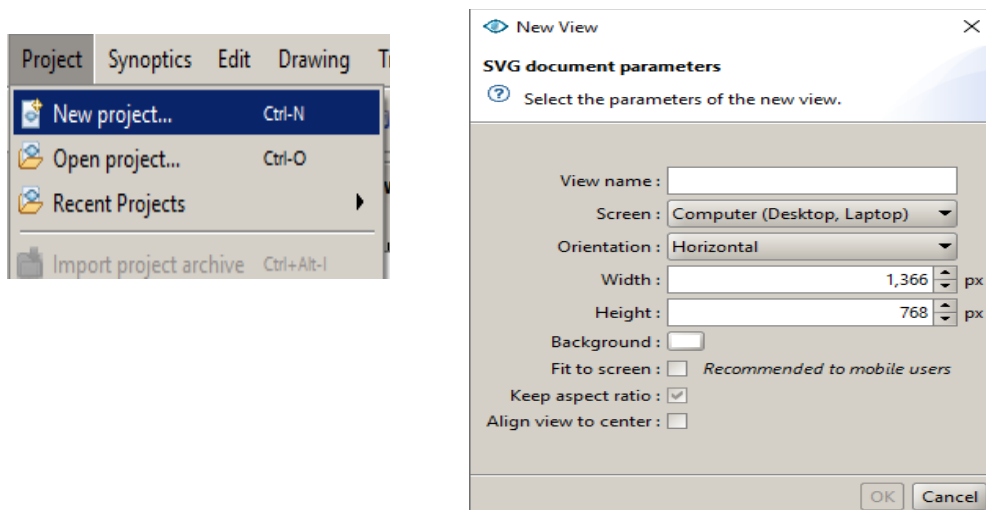 Project Synoptics Edit Drawing
New project... Ctrl-N
Open project... Ctrl-O
Recent Projects
Import project archive Ctrl+Alt-I
New View
SVG document parameters
Select the parameters of the new view.
View name :
Screen : Computer (Desktop, Laptop)
Orientation : Horizontal
Width : 1,366 px
Height : 768 px
Background :
Fit to screen : Recommended to mobile users
Keep aspect ratio :
Align view to center :
OK Cancel